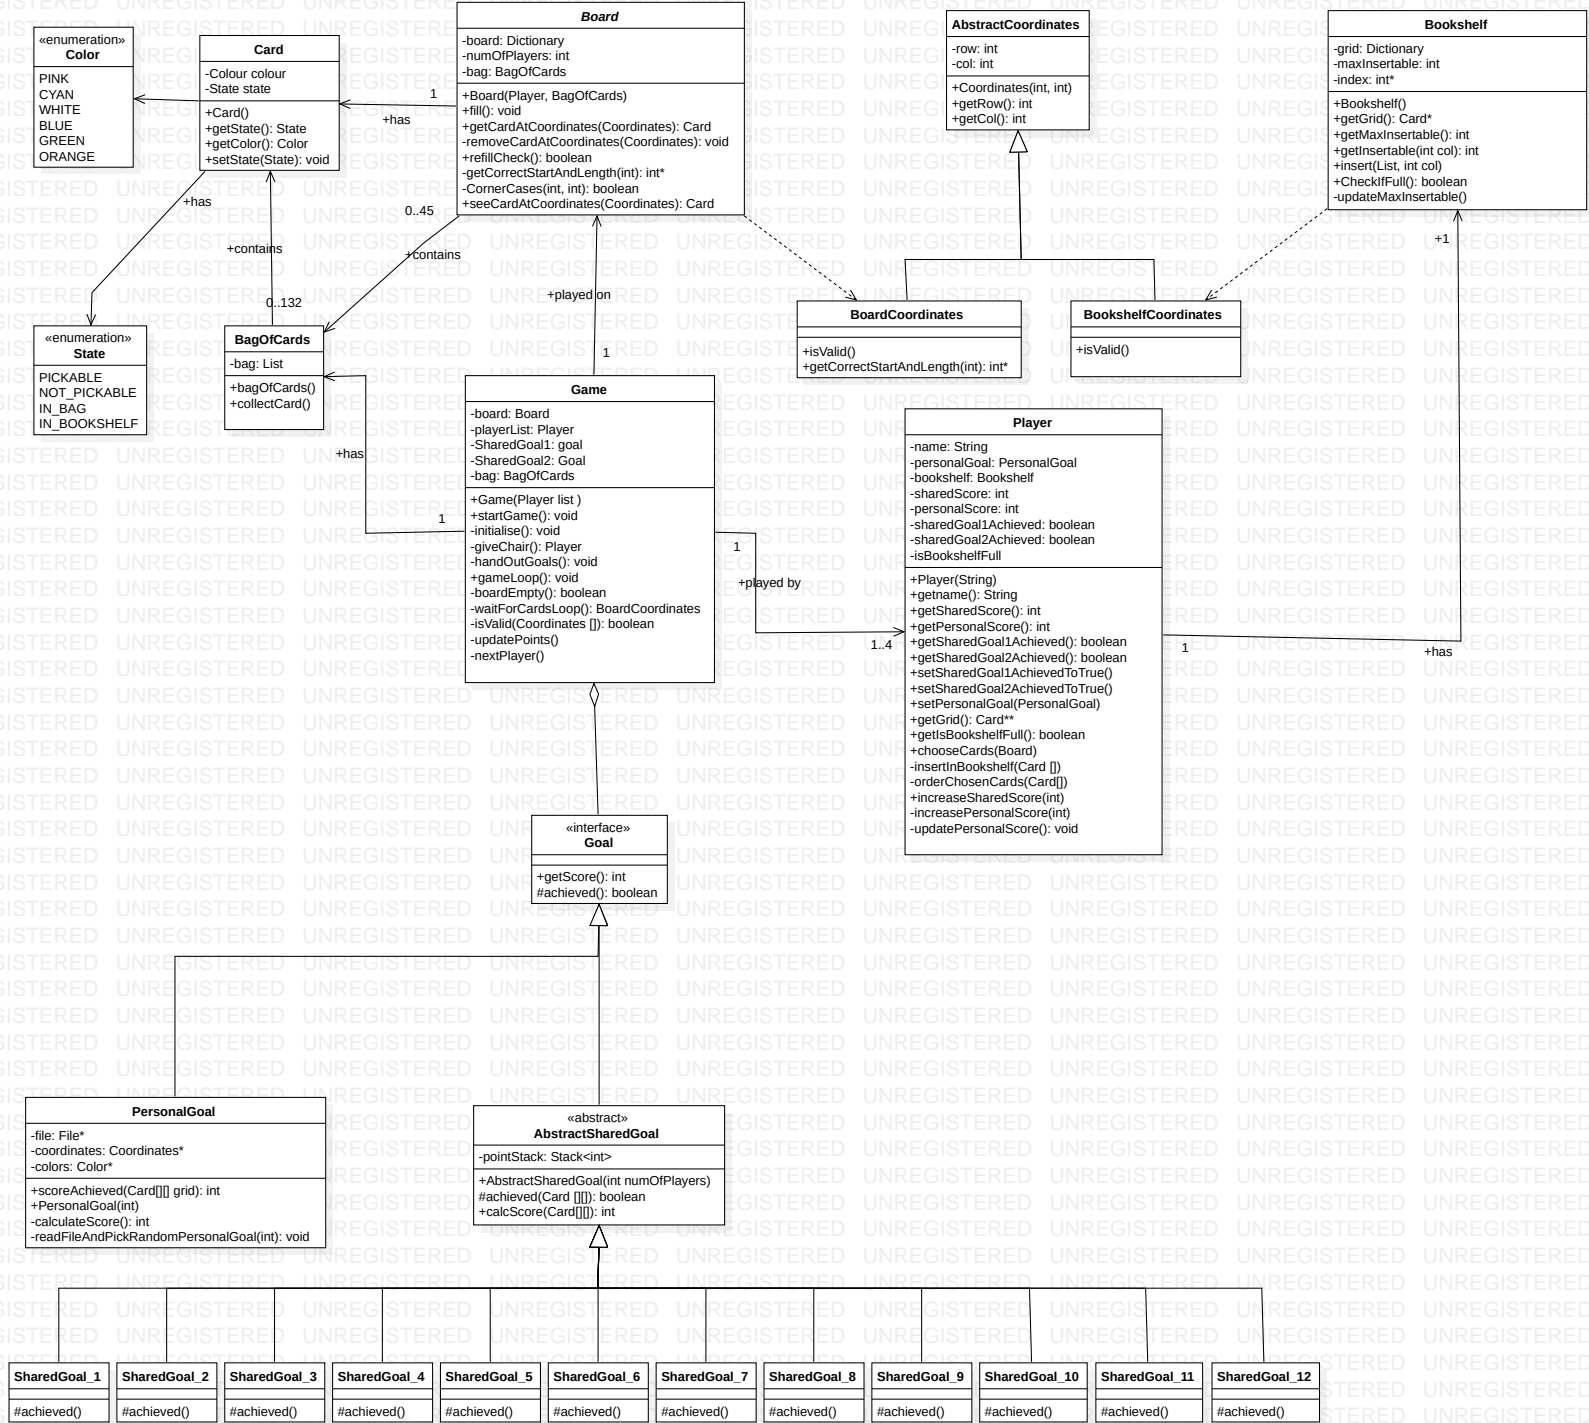 «enumeration»
Color
PINK
CYAN
WHITE
BLUE
GREEN
ORANGE
Card
-Colour colour
-State state
+Card()
+getState(): State
+getColor(): Color
+setState(State): void
Board
-board: Dictionary
-numOfPlayers: int
-bag: BagOfCards
+Board(Player, BagOfCards)
+fill(): void
+getCardAtCoordinates(Coordinates): Card
-removeCardAtCoordinates(Coordinates): void
+refillCheck(): boolean
-getCorrectStartAndLength(int): int*
-CornerCases(int, int): boolean
+seeCardAtCoordinates(Coordinates): Card
AbstractCoordinates
-row: int
-col: int
+Coordinates(int, int)
+getRow(): int
+getCol(): int
Bookshelf
-grid: Dictionary
-maxInsertable: int
-index: int*
+Bookshelf()
+getGrid(): Card*
+getMaxInsertable(): int
+getInsertable(int col): int
+insert(List, int col)
+CheckIfFull(): boolean
-updateMaxInsertable()
1
+has
+has
0..45
+contains
+contains
0..132
+played on
1
+1
«enumeration»
State
PICKABLE
NOT_PICKABLE
IN_BAG
IN_BOOKSHELF
BagOfCards
-bag: List
+bagOfCards()
+collectCard()
BoardCoordinates
+isValid()
+getCorrectStartAndLength(int): int*
BookshelfCoordinates
+isValid()
Game
-board: Board
-playerList: Player
-SharedGoal1: goal
-SharedGoal2: Goal
-bag: BagOfCards
+Game(Player list )
+startGame(): void
-initialise(): void
-giveChair(): Player
-handOutGoals(): void
+gameLoop(): void
-boardEmpty(): boolean
-waitForCardsLoop(): BoardCoordinates
-isValid(Coordinates []): boolean
-updatePoints()
-nextPlayer()
+has
1
1
+played by
1..4
Player
-name: String
-personalGoal: PersonalGoal
-bookshelf: Bookshelf
-sharedScore: int
-personalScore: int
-sharedGoal1Achieved: boolean
-sharedGoal2Achieved: boolean
-isBookshelfFull
+Player(String)
+getname(): String
+getSharedScore(): int
+getPersonalScore(): int
+getSharedGoal1Achieved(): boolean
+getSharedGoal2Achieved(): boolean
+setSharedGoal1AchievedToTrue()
+setSharedGoal2AchievedToTrue()
+setPersonalGoal(PersonalGoal)
+getGrid(): Card**
+getIsBookshelfFull(): boolean
+chooseCards(Board)
-insertInBookshelf(Card [])
-orderChosenCards(Card[])
+increaseSharedScore(int)
-increasePersonalScore(int)
-updatePersonalScore(): void
1
+has
«interface»
Goal
+getScore(): int
#achieved(): boolean
PersonalGoal
-file: File*
-coordinates: Coordinates*
-colors: Color*
+scoreAchieved(Card[][] grid): int
+PersonalGoal(int)
-calculateScore(): int
-readFileAndPickRandomPersonalGoal(int): void
«abstract»
AbstractSharedGoal
-pointStack: Stack<int>
+AbstractSharedGoal(int numOfPlayers)
#achieved(Card [][]): boolean
+calcScore(Card[][]): int
SharedGoal_1
#achieved()
SharedGoal_2
#achieved()
SharedGoal_3
#achieved()
SharedGoal_4
#achieved()
SharedGoal_5
#achieved()
SharedGoal_6
#achieved()
SharedGoal_7
#achieved()
SharedGoal_8
#achieved()
SharedGoal_9
#achieved()
SharedGoal_10
#achieved()
SharedGoal_11
#achieved()
SharedGoal_12
#achieved()
UNREGISTERED